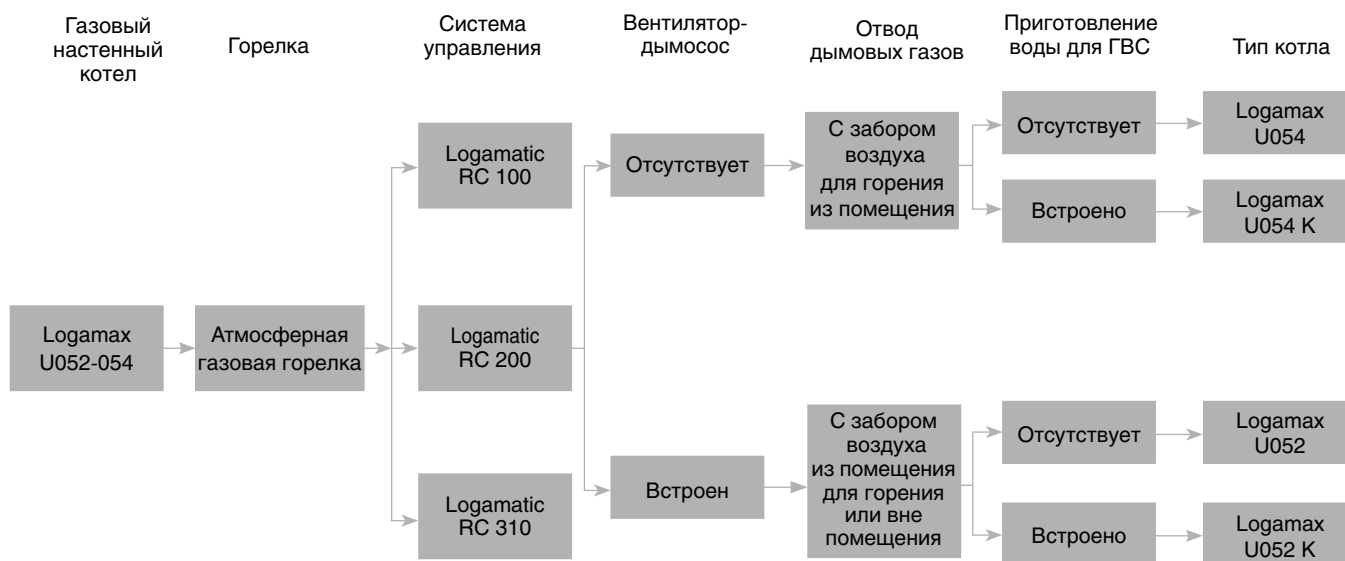 Газовый
настенный
котел
Горелка
Система
управления
Вентилятор-
дымосос
Отвод
дымовых газов
Приготовление
воды для ГВС
Тип котла
Logamax
U052-054
Атмосферная
газовая горелка
Logamatic
RC 100
Logamatic
RC 200
Logamatic
RC 310
Отсутствует
Встроен
С забором
воздуха
для горения
из помещения
С забором
воздуха
из помещения
для горения
или вне
помещения
Отсутствует
Встроено
Отсутствует
Встроено
Logamax
U054
Logamax
U054 K
Logamax
U052
Logamax
U052 K